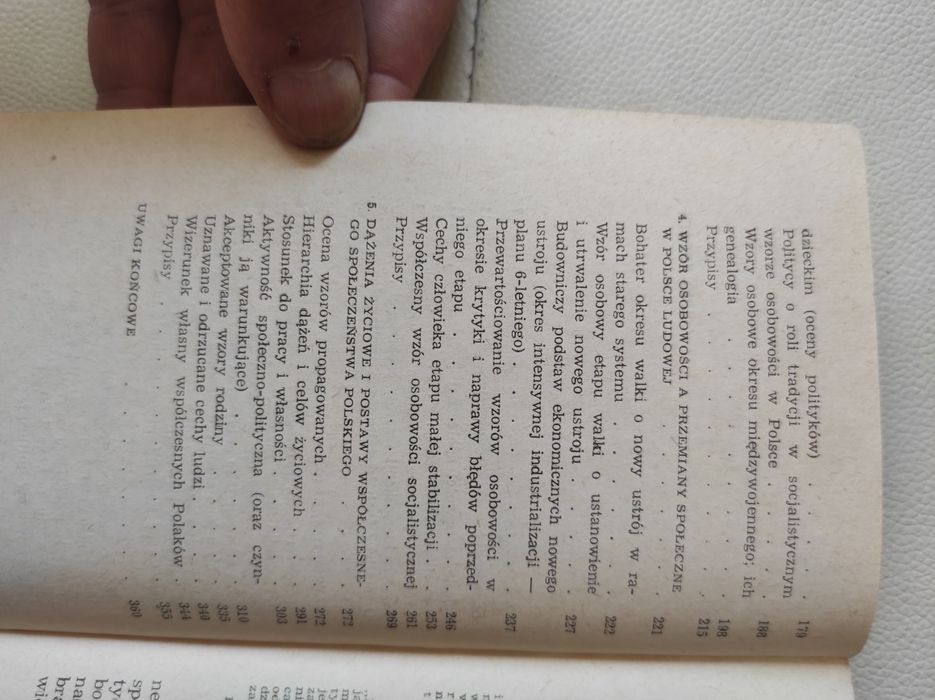 dzieckim (oceny polityków) . . . . . 179
Politycy o roli tradycji w socjalistycznym
wzorze osobowości w Polsce . . . . 180
Wzory osobowe okresu międzywojennego; ich
genealogia . . . . . . . . 198
Przypisy . . . . . . . . 215
4. WZÓR OSOBOWOŚCI A PRZEMIANY SPOŁECZNE
W POLSCE LUDOWEJ . . . . . 221
Bohater okresu walki o nowy ustrój w ra-
mach starego systemu . . . . . 222
Wzór osobowy etapu walki o ustanowienie
i utrwalenie nowego ustroju . . . . 227
Budowniczy podstaw ekonomicznych nowego
ustroju (okres intensywnej industrializacji —
planu 6-letniego) . . . . . . 237
Przewartościowanie wzorów osobowości w
okresie krytyki i naprawy błędów poprzed-
niego etapu . . . . . . . 246
Cechy człowieka etapu małej stabilizacji . . 253
Współczesny wzór osobowości socjalistycznej 261
Przypisy . . . . . . . . 269
5. DĄŻENIA ŻYCIOWE I POSTAWY WSPÓŁCZESNE-
GO SPOŁECZEŃSTWA POLSKIEGO . . . 272
Ocena wzorów propagowanych . . . . 272
Hierarchia dążeń i celów życiowych . . . 291
Stosunek do pracy i własności . . . . 303
Aktywność społeczno-polityczna (oraz czyn-
niki ją warunkujące) . . . . . 310
Akceptowane wzory rodziny . . . . 335
Uznawane i odrzucane cechy ludzi . . . 340
Wizerunek własny współczesnych Polaków . 344
Przypisy . . . . . . . . 355
UWAGI KOŃCOWE . . . . . . . 360